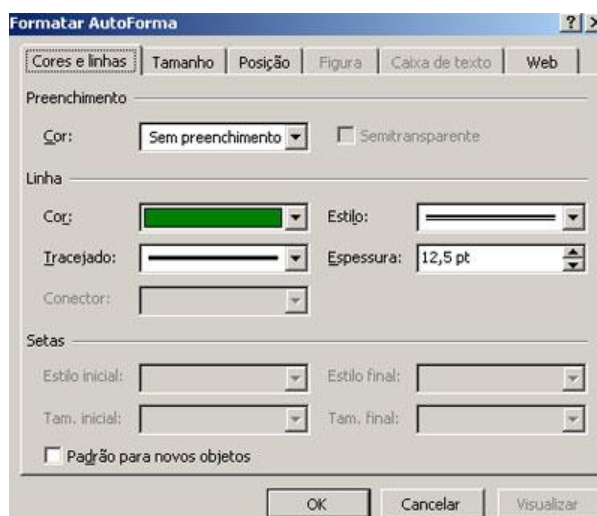 Formatar AutoForma
Cores e linhas Tamanho Posição Figura Caixa de texto Web
Preenchimento
Cor: Sem preenchimento Semitransparente
Linha
Cor: Estilo:
Tracejado: Espessura: 12,5 pt
Conector:
Setas
Estilo inicial: Estilo final:
Tam. inicial: Tam. final:
Padrão para novos objetos
OK Cancelar Visualizar